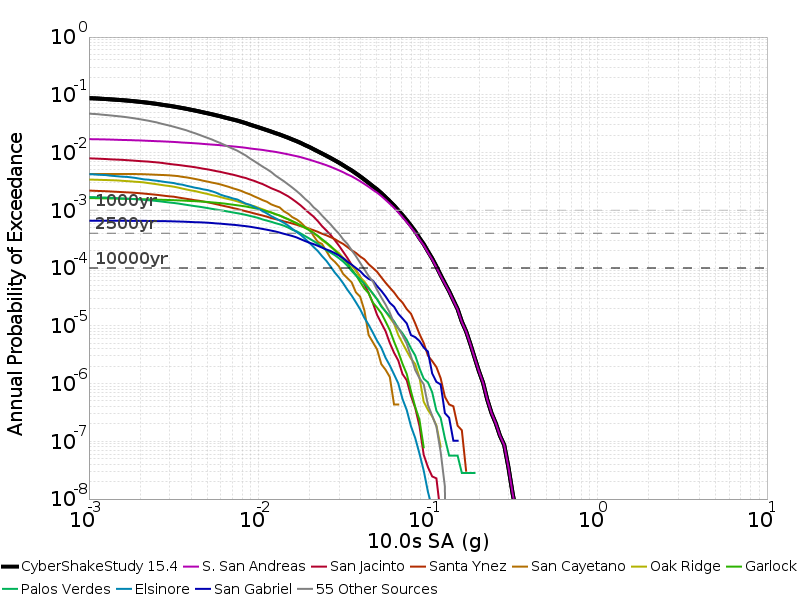 10^0
10^-1
10^-2
10^-3
10^-4
10^-5
10^-6
10^-7
10^-8
Annual Probability of Exceedance
1000yr
2500yr
10000yr
10^-3 10^-2 10^-1 10^0 10^1
10.0s SA (g)
CyberShakeStudy 15.4 S. San Andreas San Jacinto Santa Ynez San Cayetano Oak Ridge Garlock
Palos Verdes Elsinore San Gabriel 55 Other Sources